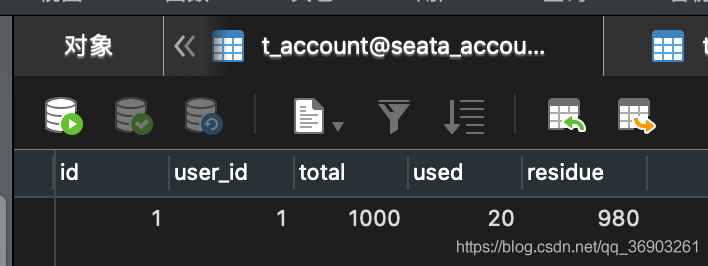 对象
t_account@seata_accou...
id user_id total used residue
1 1 1000 20 980
https://blog.csdn.net/qq_36903261